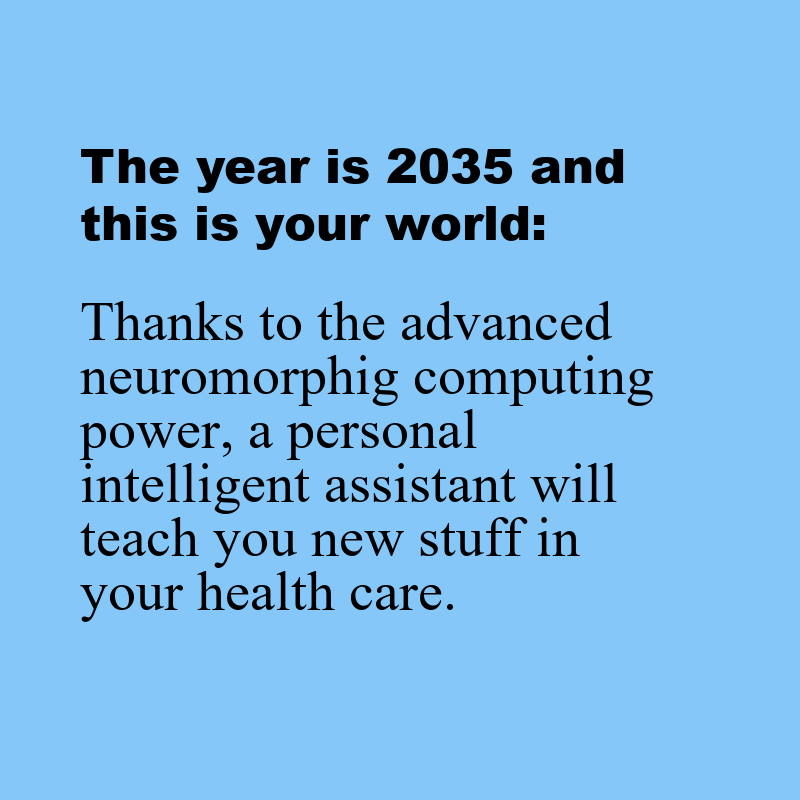 The year is 2035 and
this is your world:
Thanks to the advanced
neuromorphig computing
power, a personal
intelligent assistant will
teach you new stuff in
your health care.